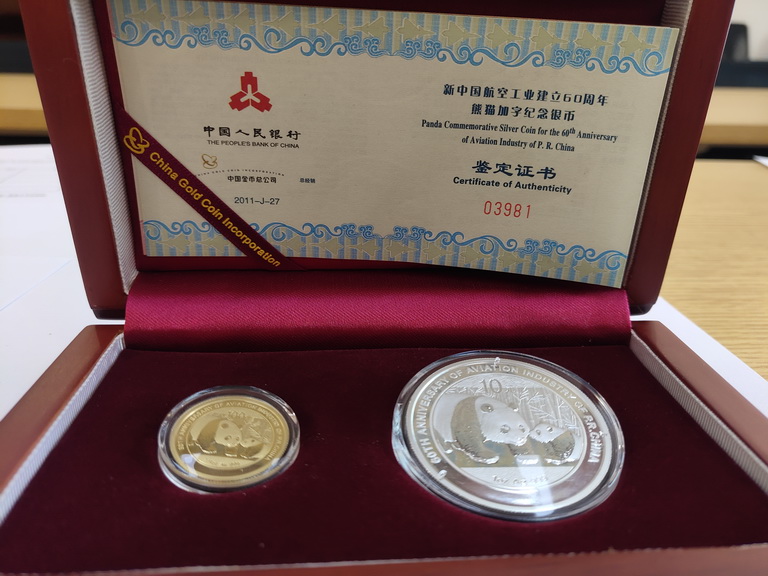 中国人民银行
THE PEOPLE'S BANK OF CHINA
中国金币总公司
2011-J-27
China Gold Coin Incorporation
新中国航空工业建立60周年
熊猫加字纪念银币
Panda Commemorative Silver Coin for the 60th Anniversary
of Aviation Industry of P. R. China
鉴定证书
Certificate of Authenticity
03981
60TH ANNIVERSARY OF AVIATION INDUSTRY OF P.R.CHINA
10